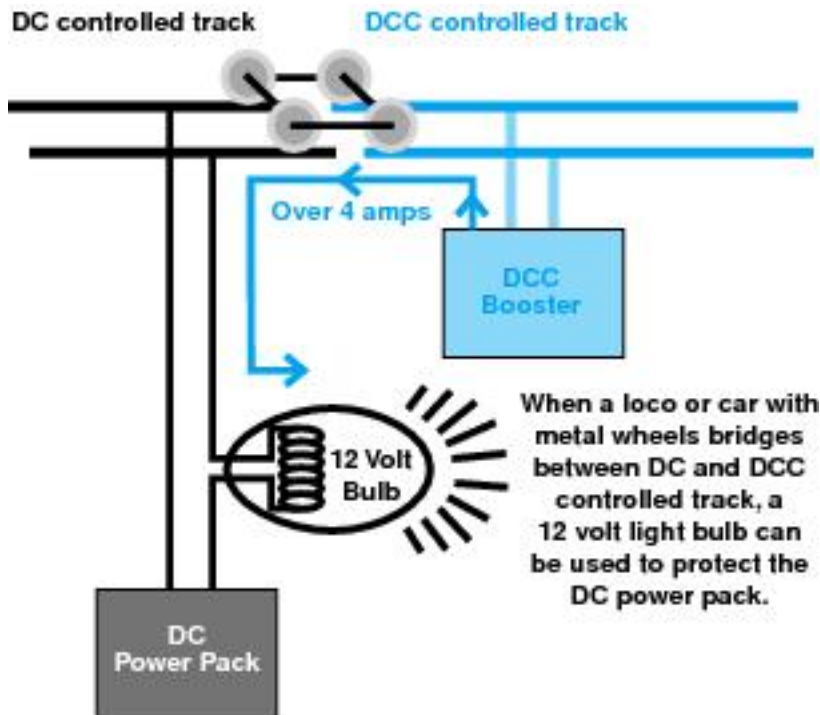 DC controlled track
DCC controlled track
Over 4 amps
DCC
Booster
12 Volt
Bulb
When a loco or car with
metal wheels bridges
between DC and DCC
controlled track, a
12 volt light bulb can
be used to protect the
DC power pack.
DC
Power Pack